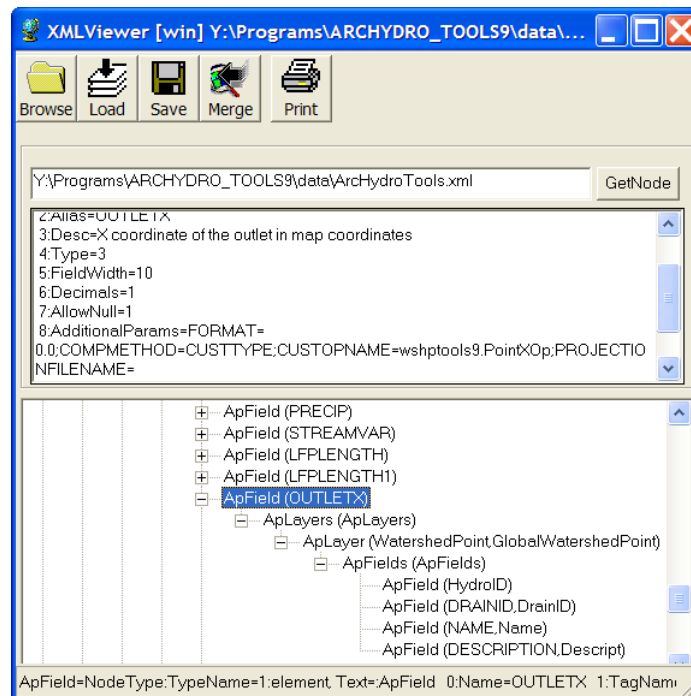 XMLViewer [win] Y:\Programs\ARCHYDRO_TOOLS9\data\...
Browse Load Save Merge Print
Y:\Programs\ARCHYDRO_TOOLS9\data\ArcHydroTools.xml GetNode
2:Alias=OUTLETX
3:Desc=X coordinate of the outlet in map coordinates
4:Type=3
5:FieldWidth=10
6:Decimals=1
7:AllowNull=1
8:AdditionalParams=FORMAT=
0.0;COMPMETHOD=CUSTTYPE;CUSTOPNAME=wshptools9.PointXOp;PROJECTIO
NFILENAME=
ApField (PRECIP)
ApField (STREAMVAR)
ApField (LFPLENGTH)
ApField (LFPLENGTH1)
ApField (OUTLETX)
ApLayers (ApLayers)
ApLayer (WatershedPoint,GlobalWatershedPoint)
ApFields (ApFields)
ApField (HydroID)
ApField (DRAINID,DrainID)
ApField (NAME,Name)
ApField (DESCRIPTION,Descript)
ApField=NodeType:TypeName=1:element, Text=:ApField 0:Name=OUTLETX 1:TagNam